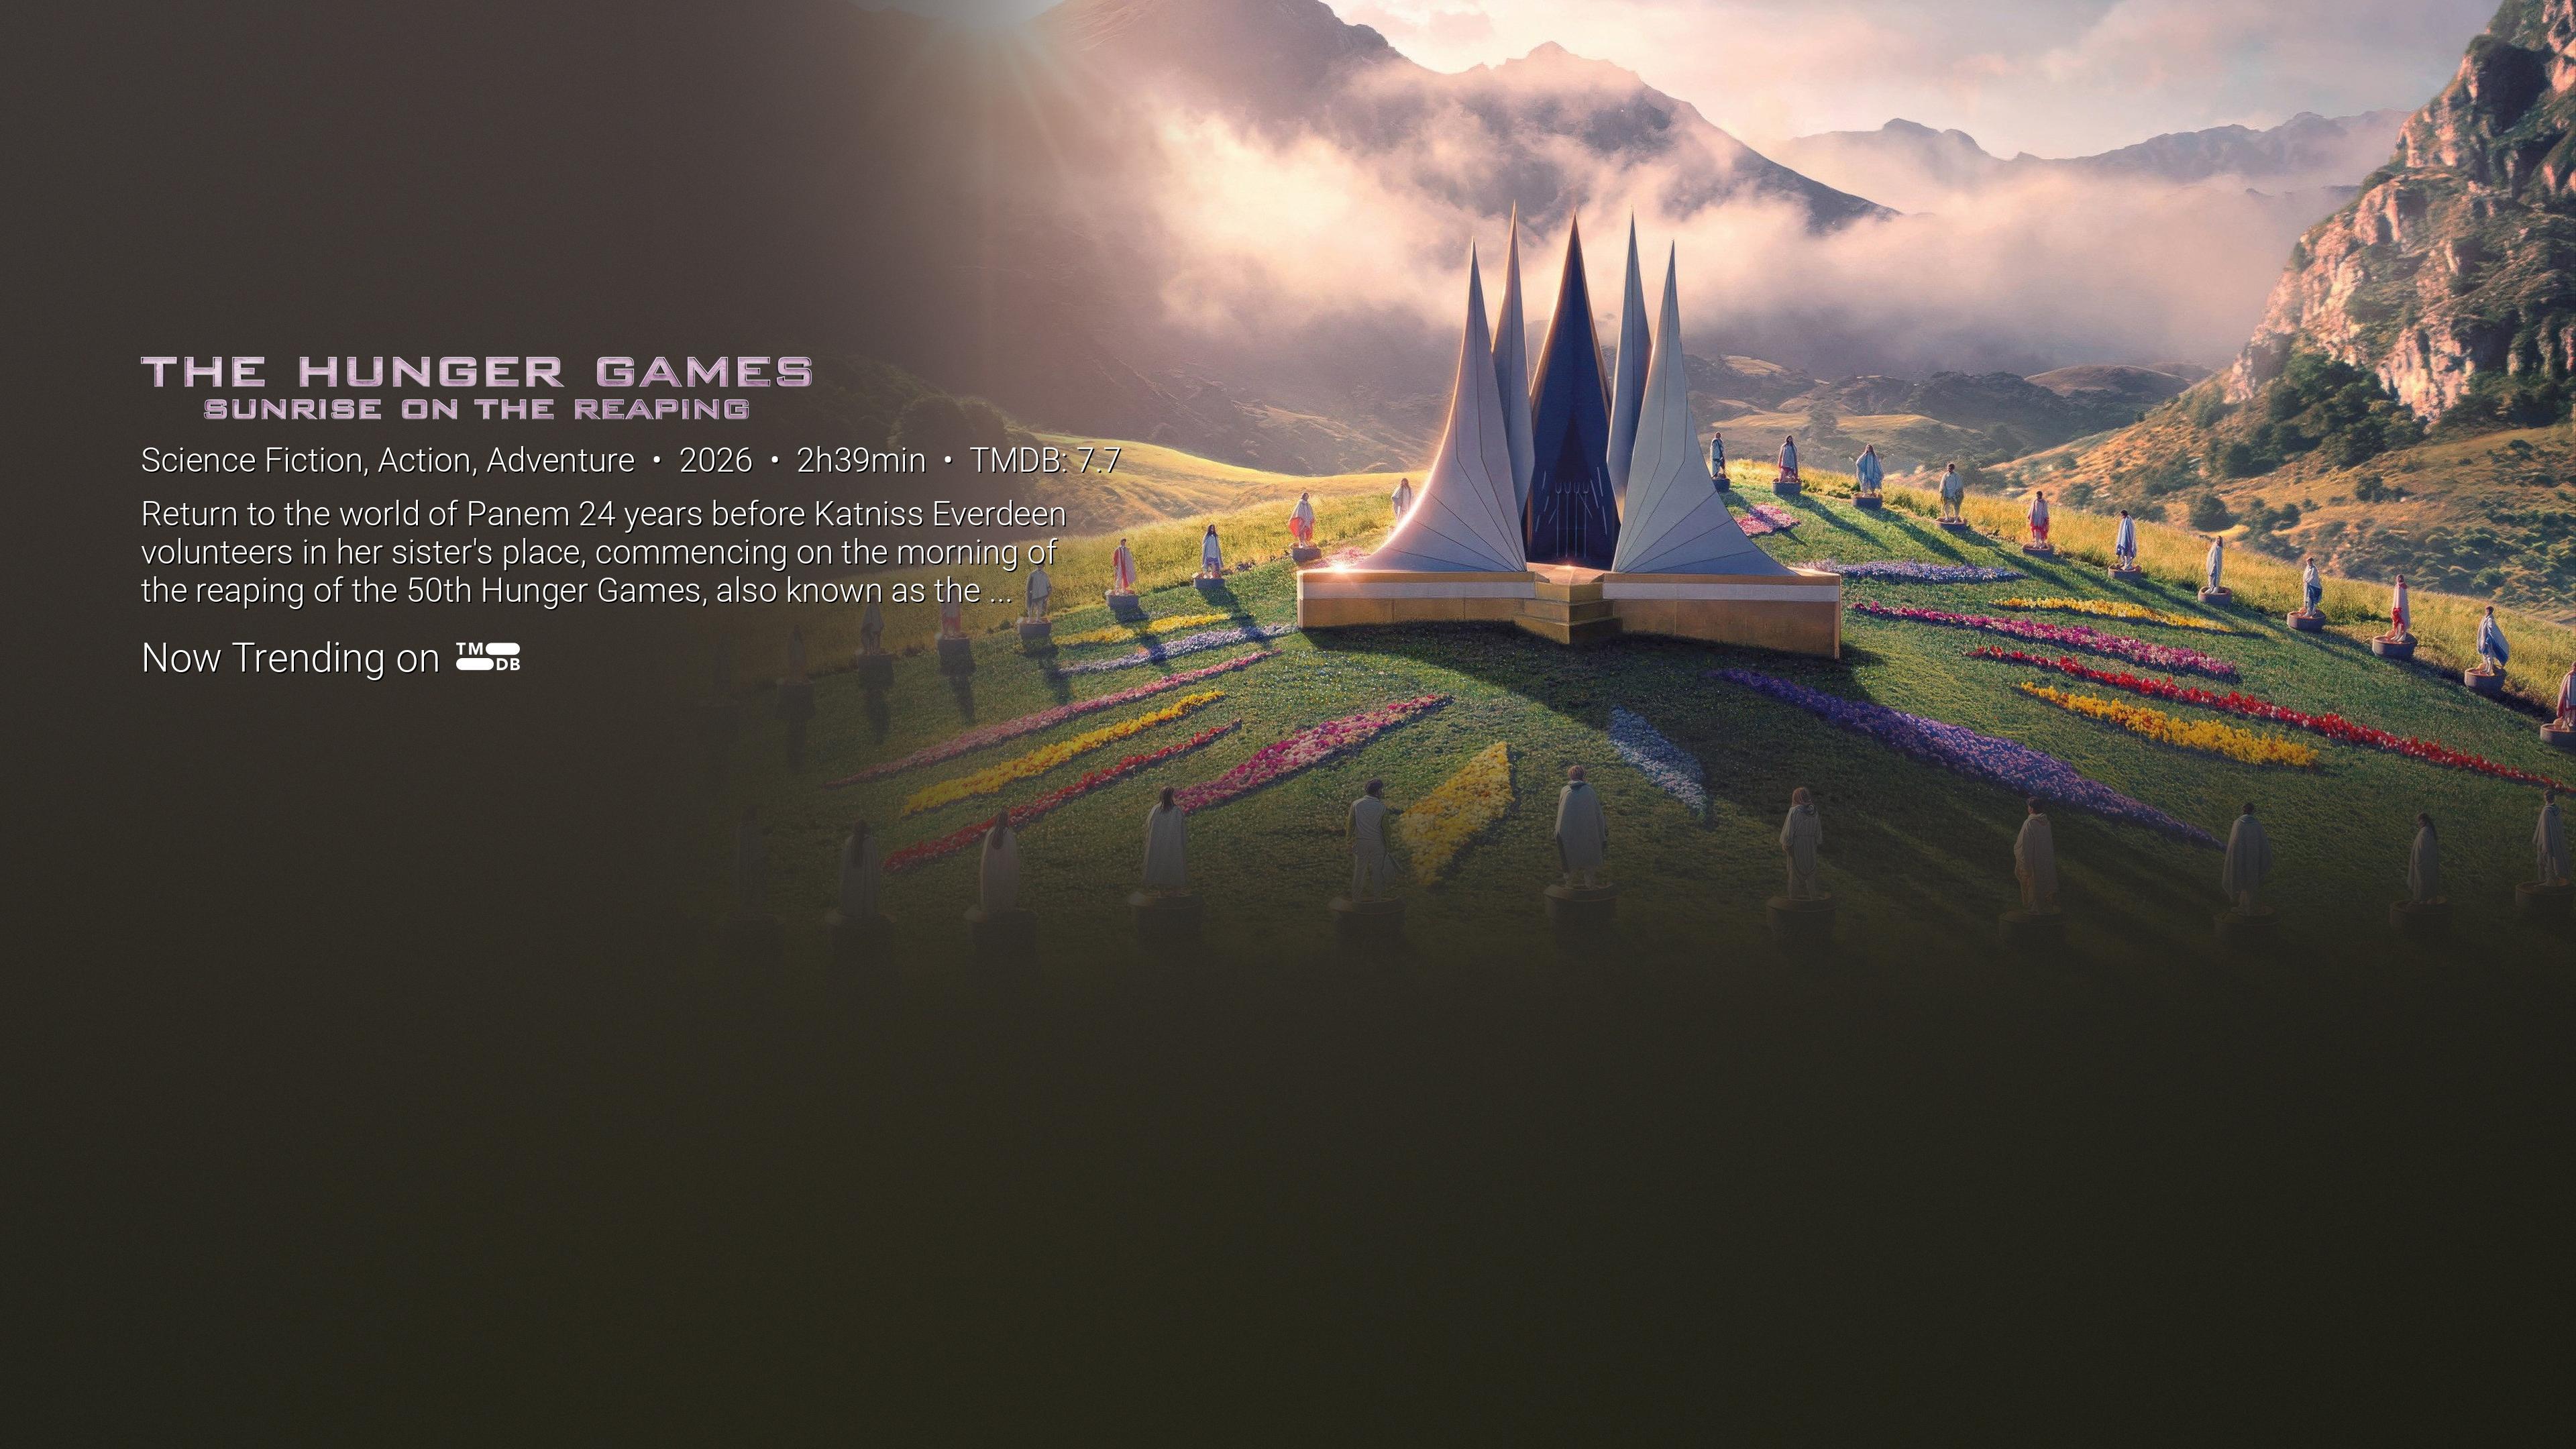 THE HUNGER GAMES
SUNRISE ON THE REAPING
Science Fiction, Action, Adventure • 2026 • 2h39min • TMDB: 7.7
Return to the world of Panem 24 years before Katniss Everdeen
volunteers in her sister's place, commencing on the morning of
the reaping of the 50th Hunger Games, also known as the ...
Now Trending on TMDB